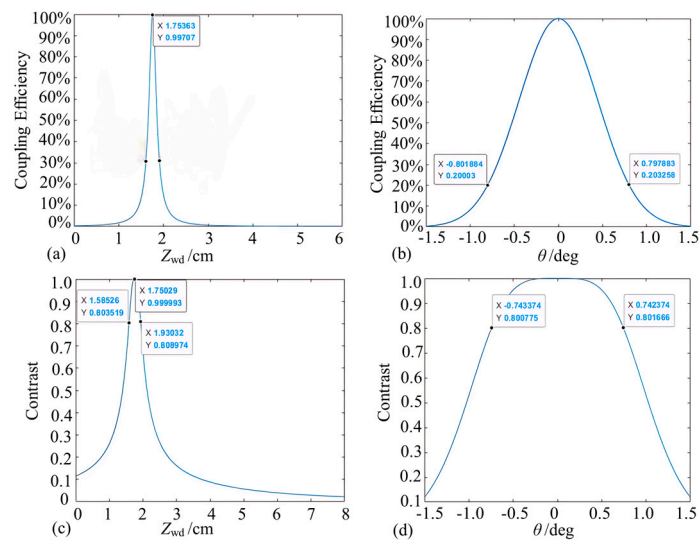 100%
90%
80%
70%
60%
50%
40%
30%
20%
10%
0%
Coupling Efficiency
X 1.75363
Y 0.99707
0 1 2 3 4 5 6
(a)
Zwd /cm
100%
90%
80%
70%
60%
50%
40%
30%
20%
10%
0%
Coupling Efficiency
X -0.801884
Y 0.20003
X 0.797883
Y 0.203258
-1.5 -1.0 -0.5 0.0 0.5 1.0 1.5
(b)
θ/deg
1.0
0.9
0.8
0.7
0.6
0.5
0.4
0.3
0.2
0.1
0
Contrast
X 1.58526
Y 0.803519
X 1.75029
Y 0.999993
X 1.93032
Y 0.808974
0 1 2 3 4 5 6 7 8
(c)
Zwd /cm
1.0
0.9
0.8
0.7
0.6
0.5
0.4
0.3
0.2
0.1
Contrast
X -0.743374
Y 0.800775
X 0.742374
Y 0.801666
-1.5 -1.0 -0.5 0.0 0.5 1.0 1.5
(d)
θ/deg